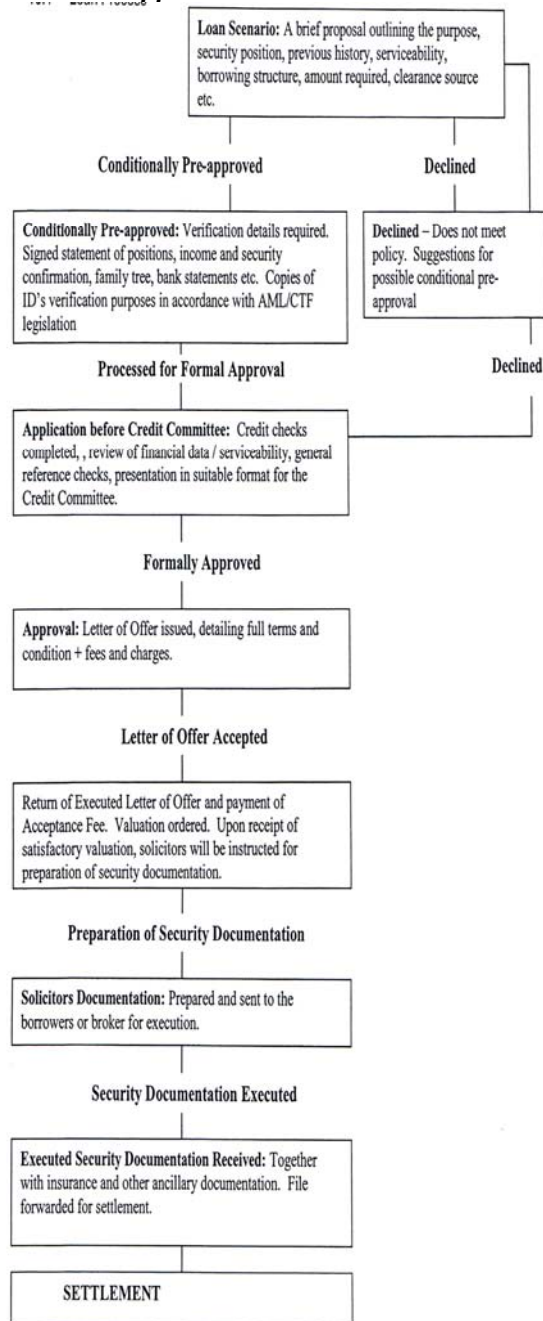 Loan Scenario: A brief proposal outlining the purpose,
security position, previous history, serviceability,
borrowing structure, amount required, clearance source
etc.
Conditionally Pre-approved
Declined
Conditionally Pre-approved: Verification details required.
Signed statement of positions, income and security
confirmation, family tree, bank statements etc. Copies of
ID's verification purposes in accordance with AML/CTF
legislation
Declined – Does not meet
policy. Suggestions for
possible conditional pre-
approval
Processed for Formal Approval
Declined
Application before Credit Committee: Credit checks
completed, , review of financial data / serviceability, general
reference checks, presentation in suitable format for the
Credit Committee.
Formally Approved
Approval: Letter of Offer issued, detailing full terms and
condition + fees and charges.
Letter of Offer Accepted
Return of Executed Letter of Offer and payment of
Acceptance Fee. Valuation ordered. Upon receipt of
satisfactory valuation, solicitors will be instructed for
preparation of security documentation.
Preparation of Security Documentation
Solicitors Documentation: Prepared and sent to the
borrowers or broker for execution.
Security Documentation Executed
Executed Security Documentation Received: Together
with insurance and other ancillary documentation. File
forwarded for settlement.
SETTLEMENT